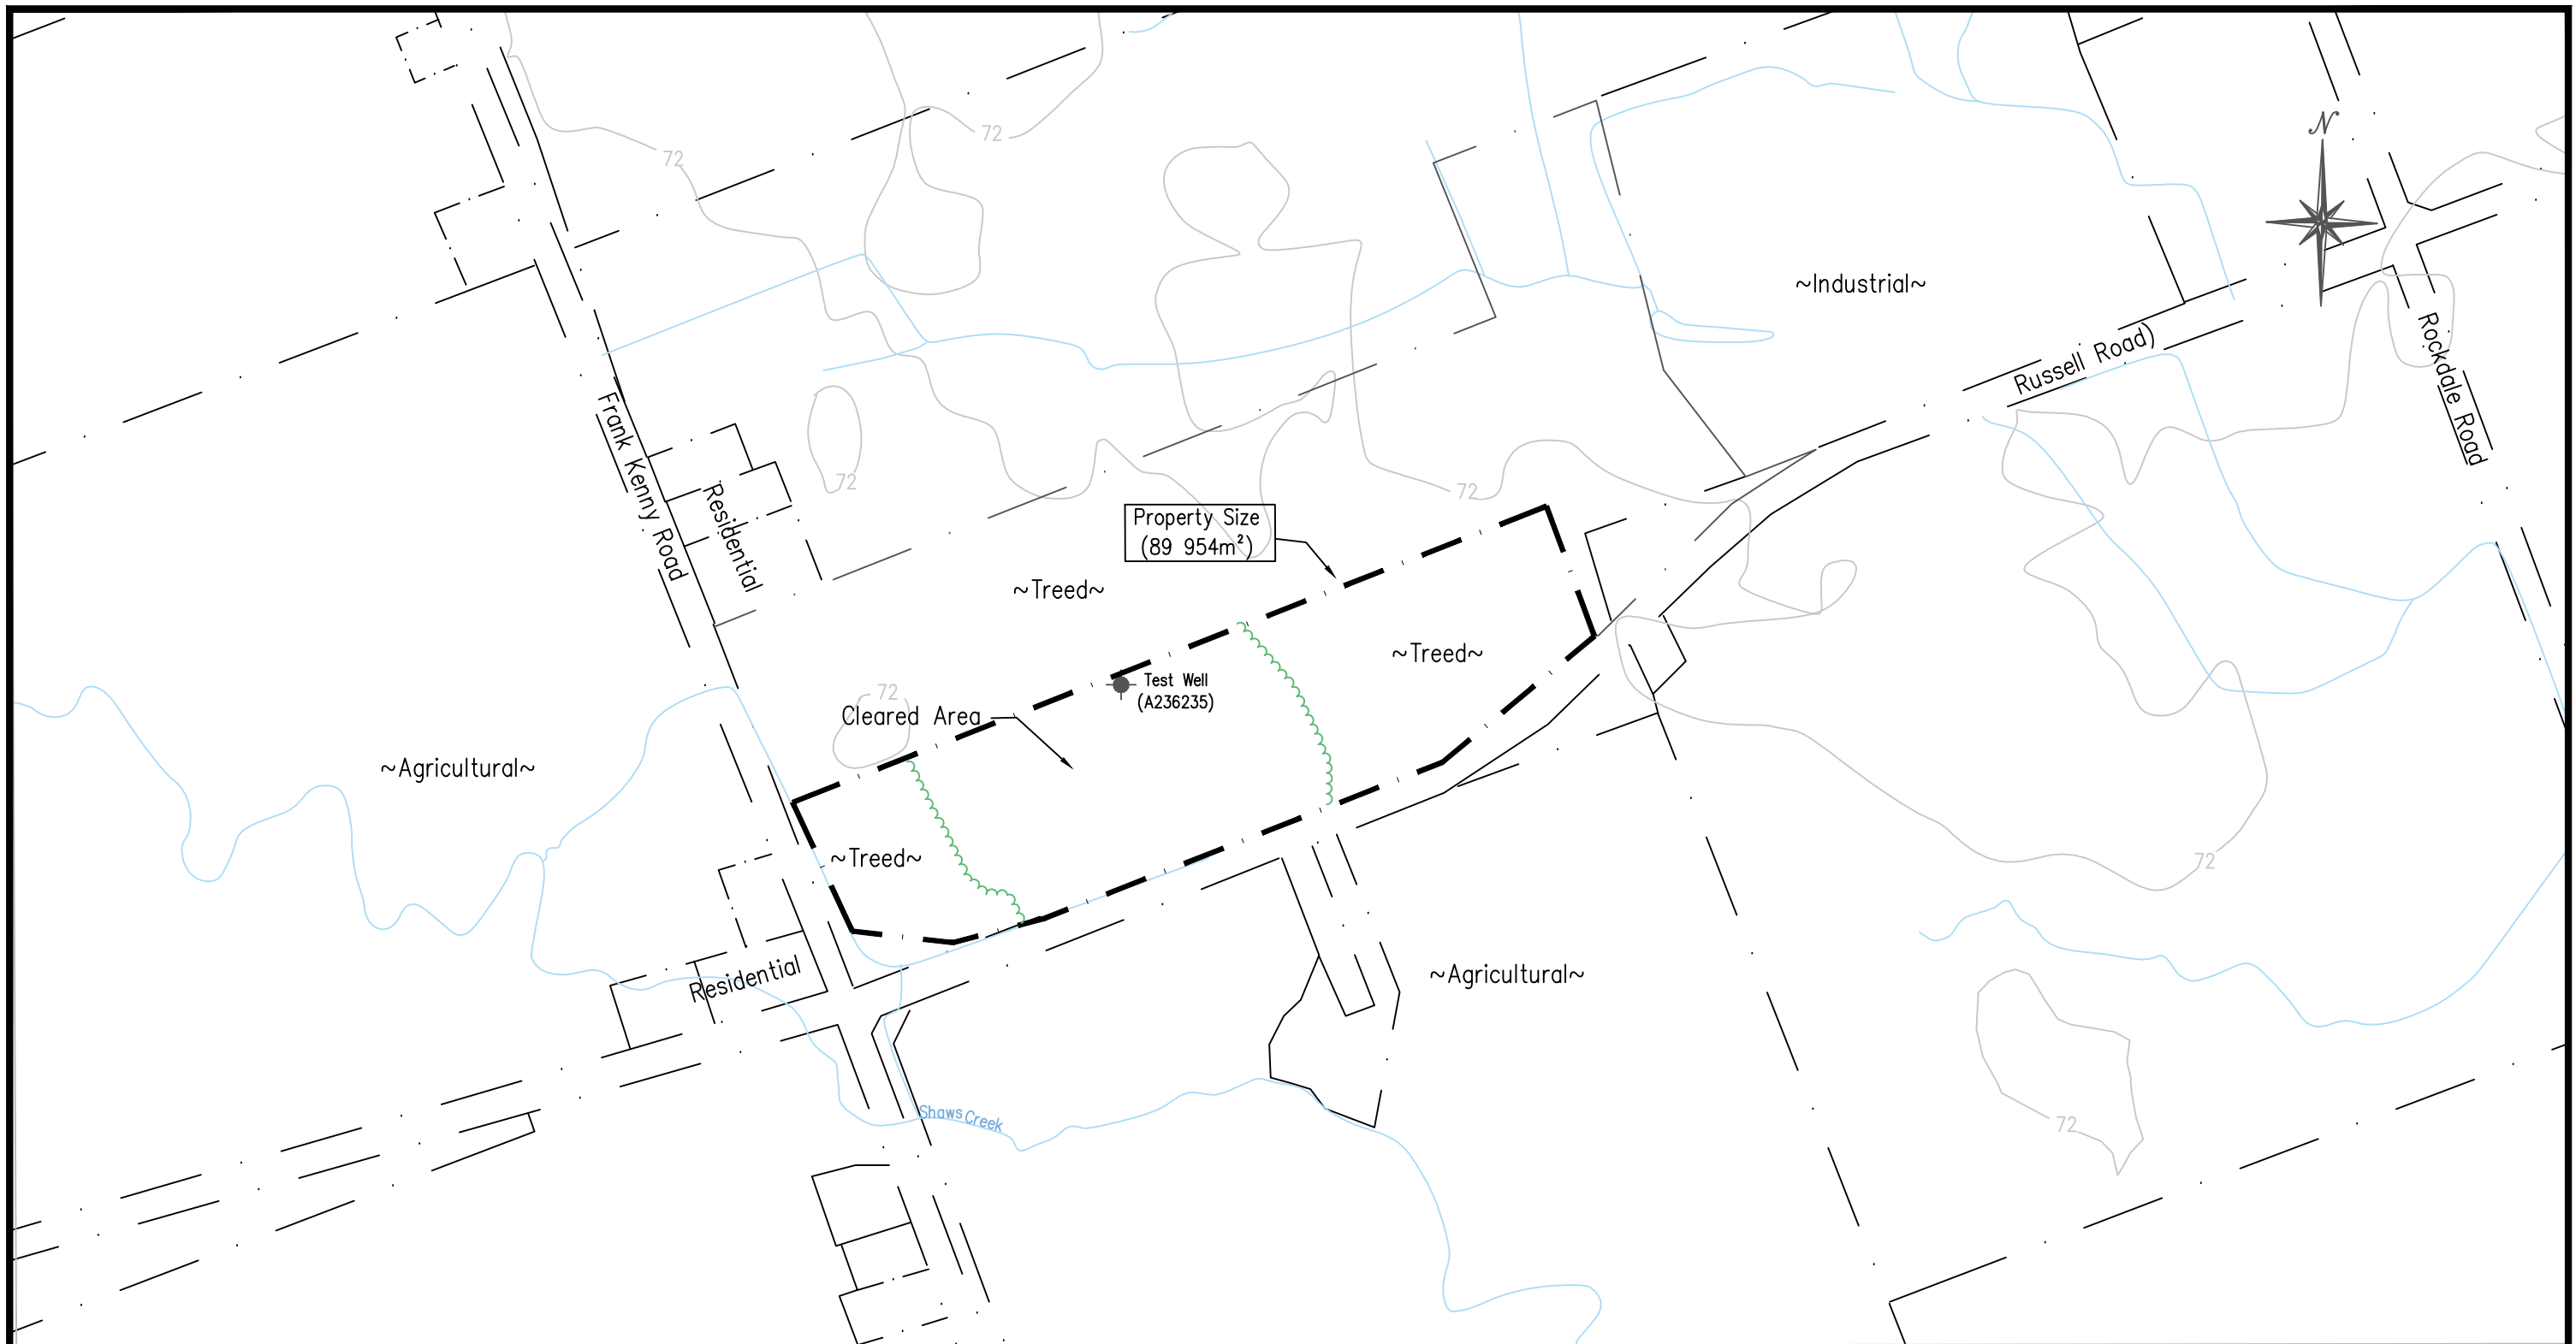 72
72
N
~Industrial~
Russell Road)
Rockdale Road
Frank Kenny Road
Residential
72
72
Property Size
(89 954m²)
~Treed~
~Treed~
Test Well
(A236235)
72
Cleared Area
~Agricultural~
~Treed~
72
Residential
~Agricultural~
Shaws Creek
72